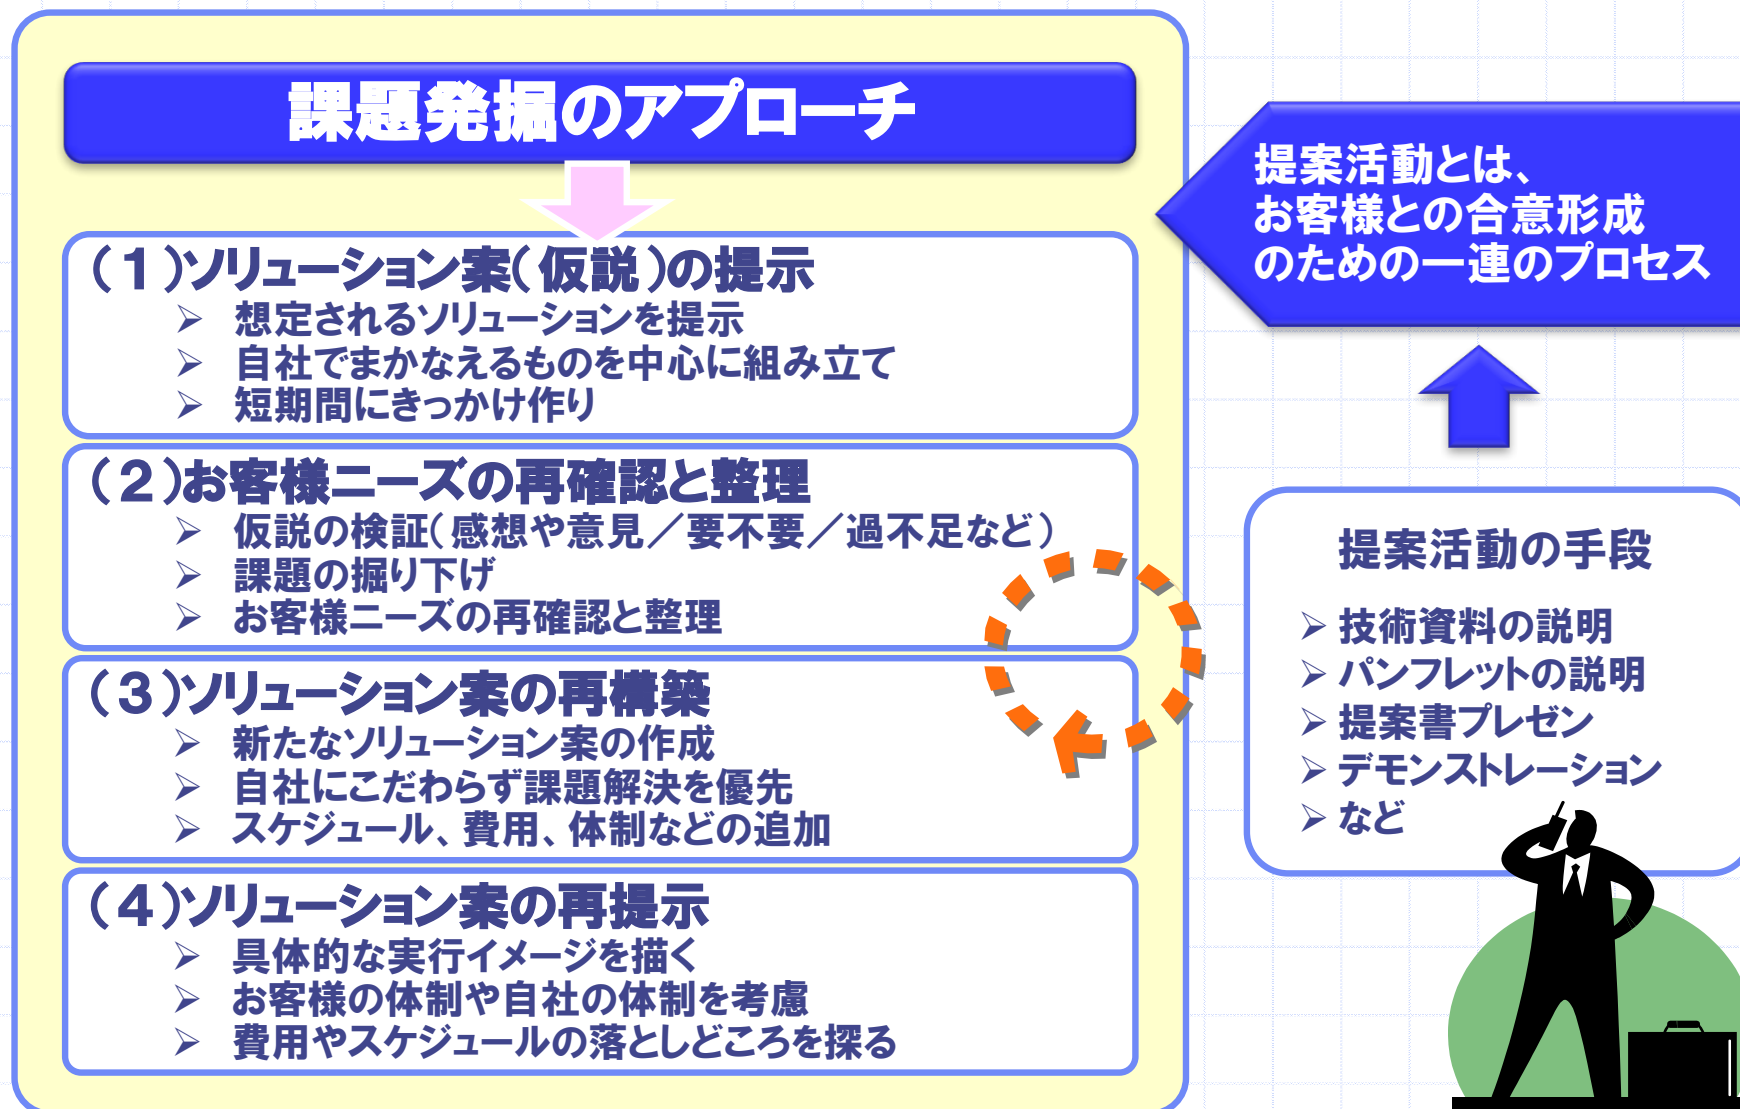 課題発掘のアプローチ
（１）ソリューション案（仮説）の提示
➢ 想定されるソリューションを提示
➢ 自社でまかなえるものを中心に組み立て
➢ 短期間にきっかけ作り
（２）お客様ニーズの再確認と整理
➢ 仮説の検証（感想や意見／要不要／過不足など）
➢ 課題の掘り下げ
➢ お客様ニーズの再確認と整理
（３）ソリューション案の再構築
➢ 新たなソリューション案の作成
➢ 自社にこだわらず課題解決を優先
➢ スケジュール、費用、体制などの追加
（４）ソリューション案の再提示
➢ 具体的な実行イメージを描く
➢ お客様の体制や自社の体制を考慮
➢ 費用やスケジュールの落としどころを探る
提案活動とは、
お客様との合意形成
のための一連のプロセス
提案活動の手段
➢ 技術資料の説明
➢ パンフレットの説明
➢ 提案書プレゼン
➢ デモンストレーション
➢ など